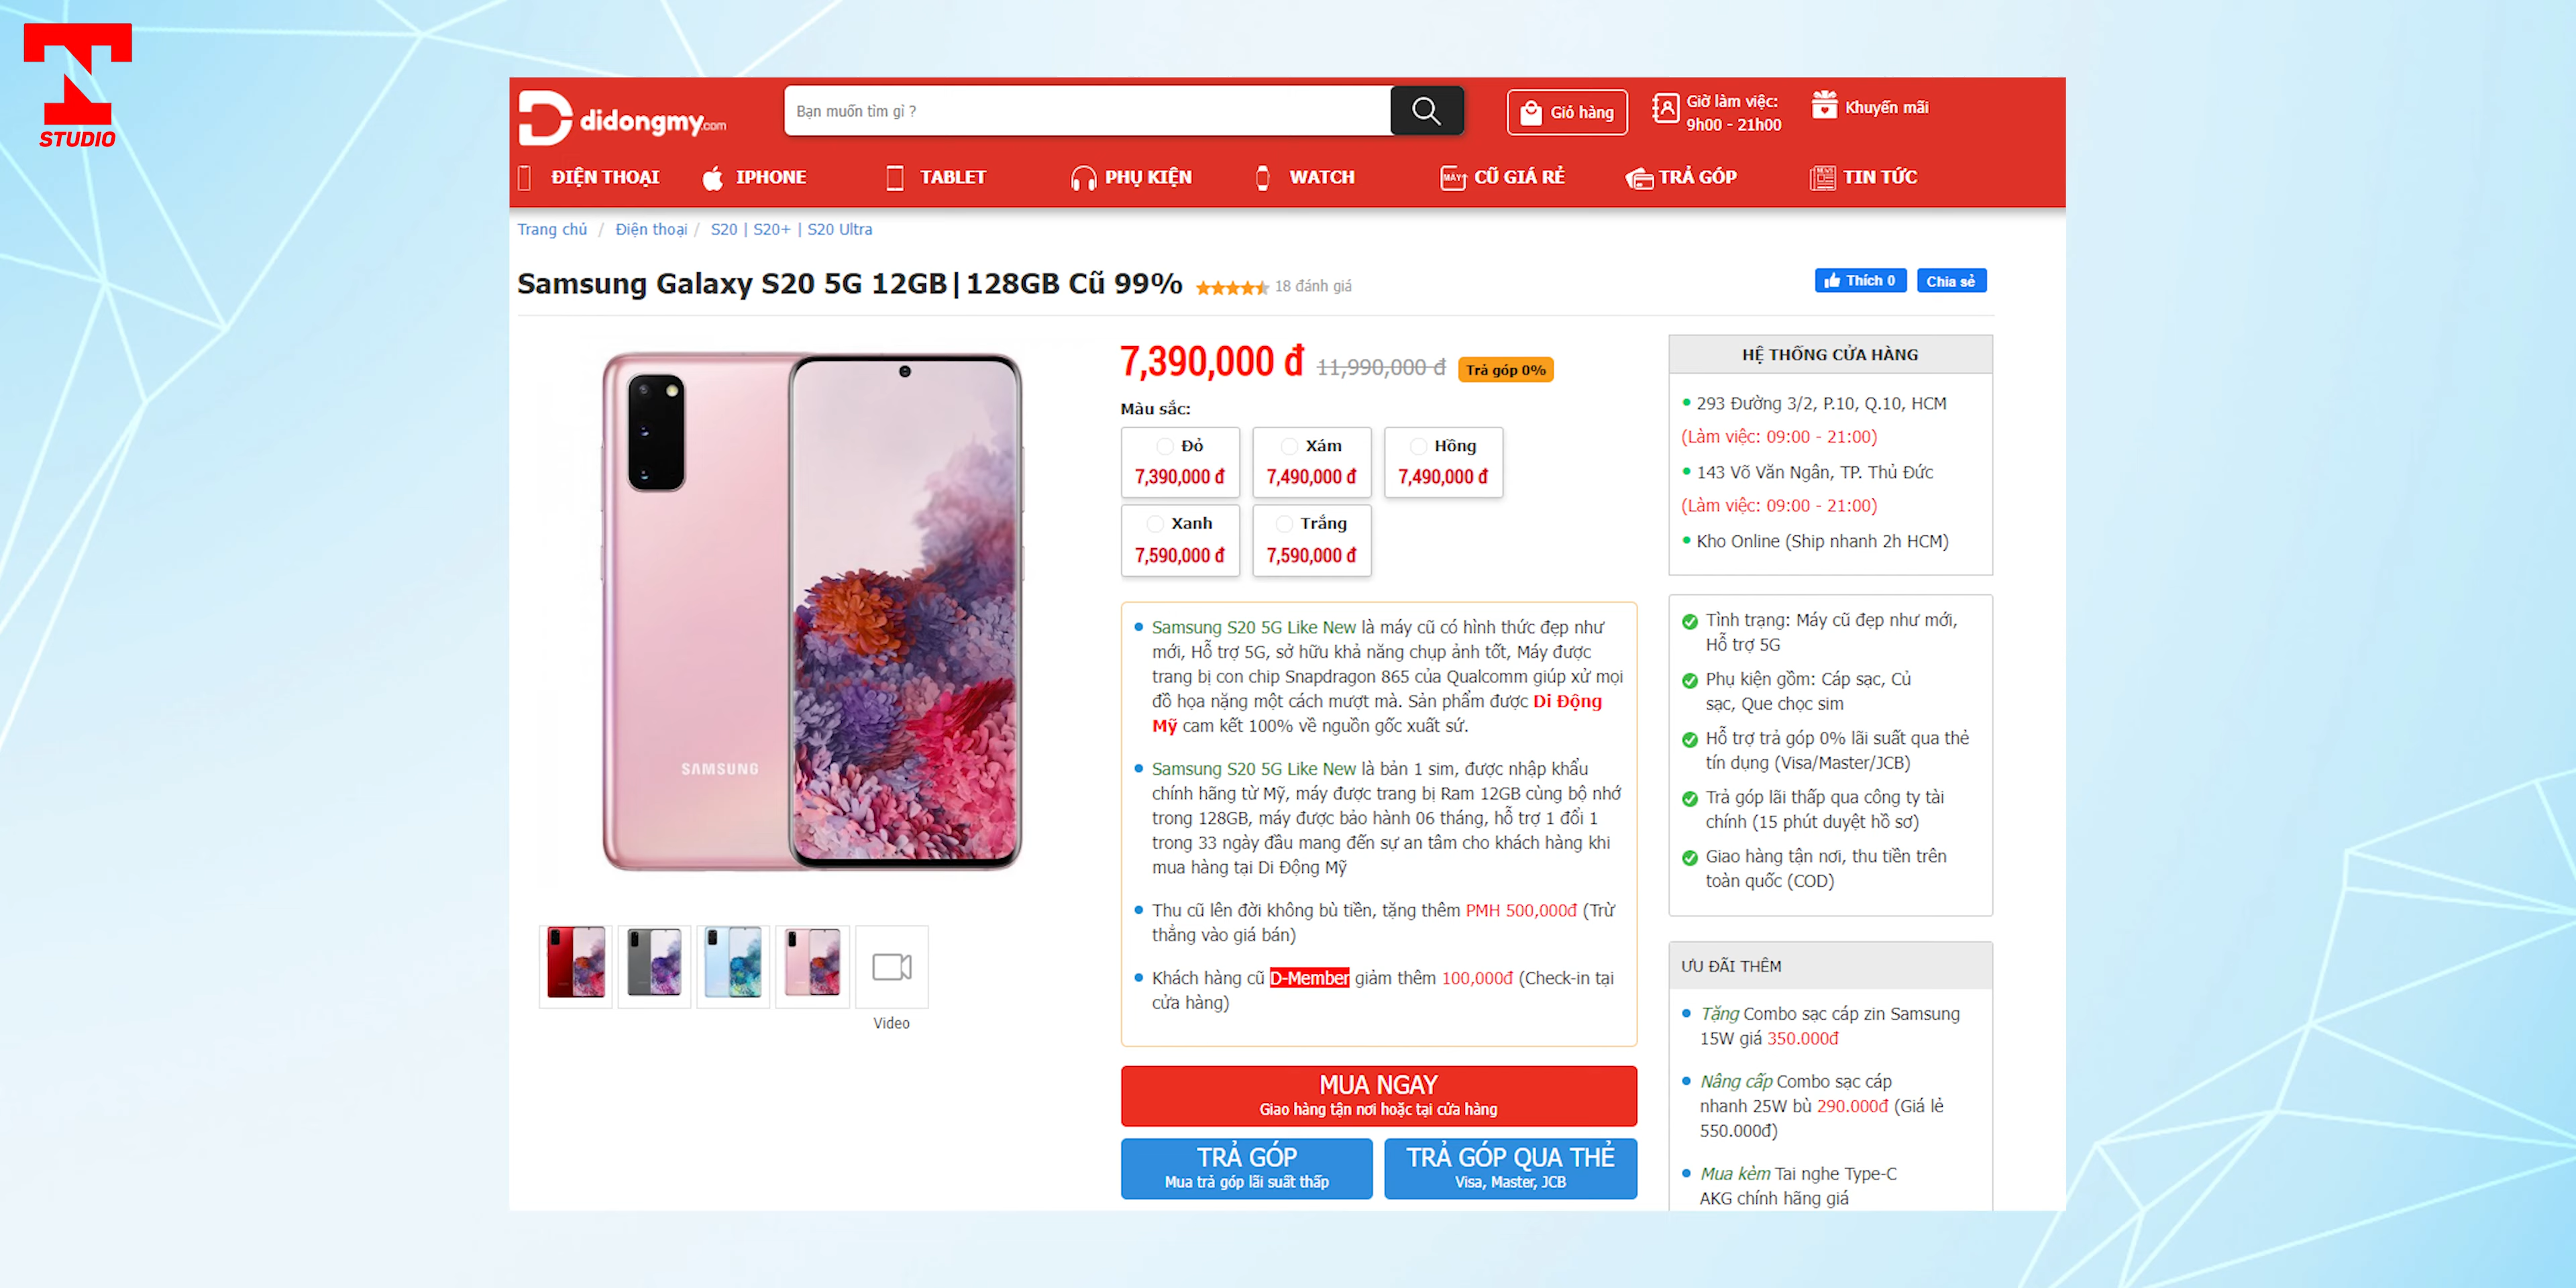 TN
STUDIO
didongmy.com
Bạn muốn tìm gì ?
Giỏ hàng
Giờ làm việc:
9h00 - 21h00
Khuyến mãi
ĐIỆN THOẠI
IPHONE
TABLET
PHỤ KIỆN
WATCH
MÁY CŨ GIÁ RẺ
TRẢ GÓP
NEWS TIN TỨC
Trang chủ / Điện thoại / S20 | S20+ | S20 Ultra
Samsung Galaxy S20 5G 12GB|128GB Cũ 99%
18 đánh giá
Thích 0
Chia sẻ
SAMSUNG
Video
7,390,000 đ 11,990,000 đ Trả góp 0%
Màu sắc:
Đỏ
7,390,000 đ
Xám
7,490,000 đ
Hồng
7,490,000 đ
Xanh
7,590,000 đ
Trắng
7,590,000 đ
Samsung S20 5G Like New là máy cũ có hình thức đẹp như
mới, Hỗ trợ 5G, sở hữu khả năng chụp ảnh tốt, Máy được
trang bị con chip Snapdragon 865 của Qualcomm giúp xử mọi
đồ họa nặng một cách mượt mà. Sản phẩm được Di Động
Mỹ cam kết 100% về nguồn gốc xuất sứ.
Samsung S20 5G Like New là bản 1 sim, được nhập khẩu
chính hãng từ Mỹ, máy được trang bị Ram 12GB cùng bộ nhớ
trong 128GB, máy được bảo hành 06 tháng, hỗ trợ 1 đổi 1
trong 33 ngày đầu mang đến sự an tâm cho khách hàng khi
mua hàng tại Di Động Mỹ
Thu cũ lên đời không bù tiền, tặng thêm PMH 500,000đ (Trừ
thẳng vào giá bán)
Khách hàng cũ D-Member giảm thêm 100,000đ (Check-in tại
cửa hàng)
MUA NGAY
Giao hàng tận nơi hoặc tại cửa hàng
TRẢ GÓP
Mua trả góp lãi suất thấp
TRẢ GÓP QUA THẺ
Visa, Master, JCB
HỆ THỐNG CỬA HÀNG
293 Đường 3/2, P.10, Q.10, HCM
(Làm việc: 09:00 - 21:00)
143 Võ Văn Ngân, TP. Thủ Đức
(Làm việc: 09:00 - 21:00)
Kho Online (Ship nhanh 2h HCM)
Tình trạng: Máy cũ đẹp như mới,
Hỗ trợ 5G
Phụ kiện gồm: Cáp sạc, Củ
sạc, Que chọc sim
Hỗ trợ trả góp 0% lãi suất qua thẻ
tín dụng (Visa/Master/JCB)
Trả góp lãi thấp qua công ty tài
chính (15 phút duyệt hồ sơ)
Giao hàng tận nơi, thu tiền trên
toàn quốc (COD)
ƯU ĐÃI THÊM
Tặng Combo sạc cáp zin Samsung
15W giá 350.000đ
Nâng cấp Combo sạc cáp
nhanh 25W bù 290.000đ (Giá lẻ
550.000đ)
Mua kèm Tai nghe Type-C
AKG chính hãng giá